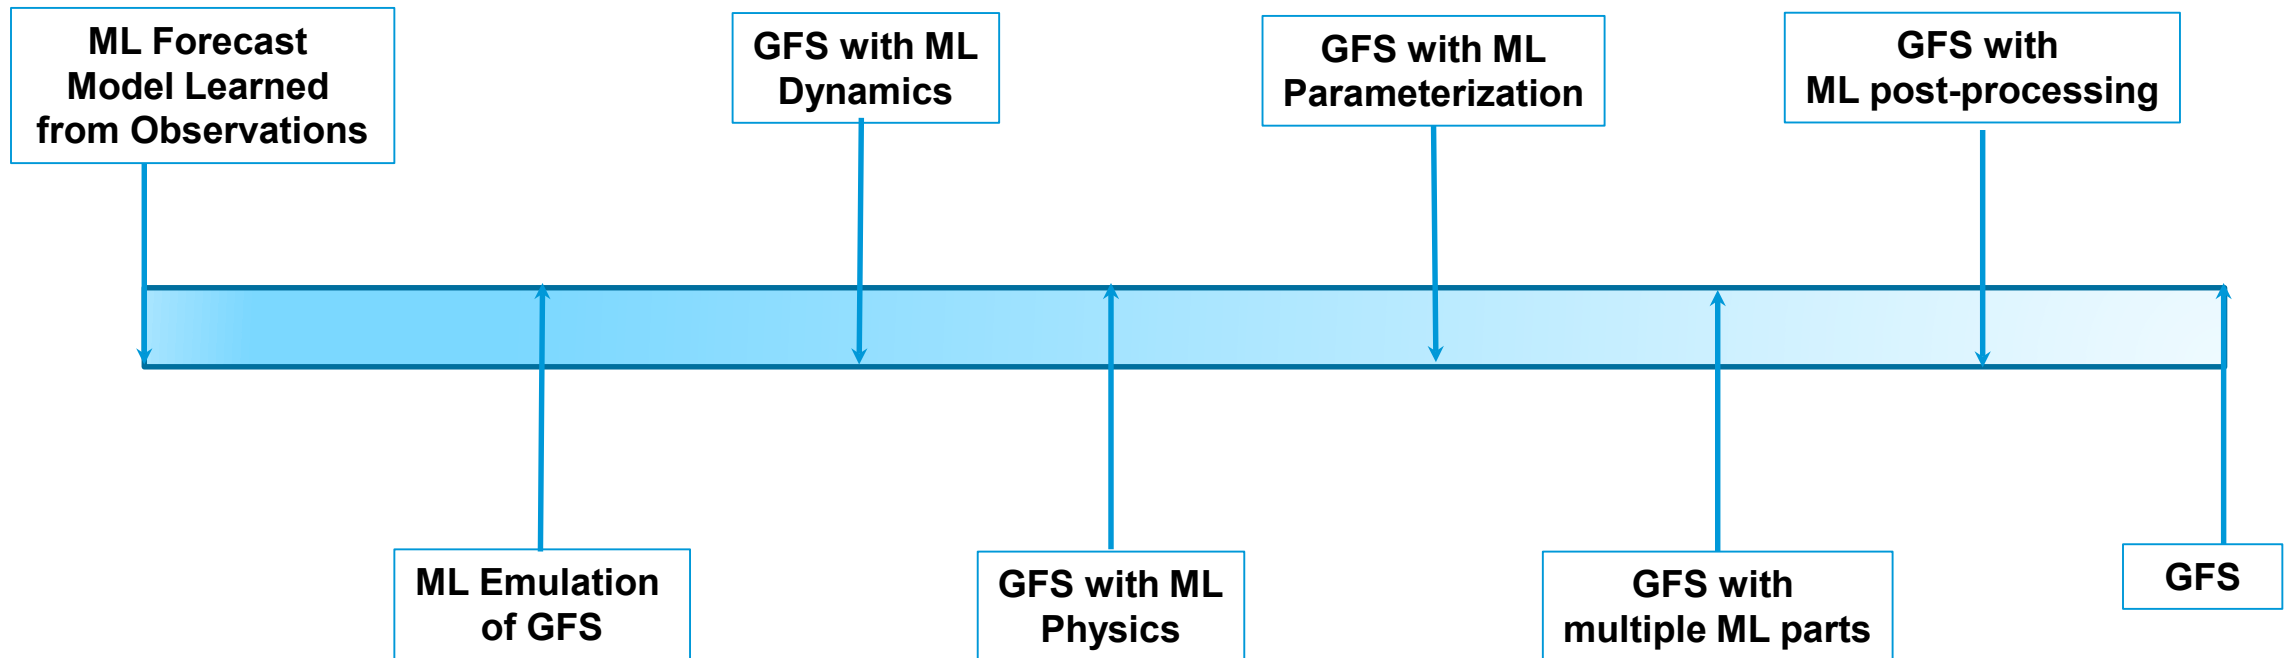 ML Forecast
Model Learned
from Observations
GFS with ML
Dynamics
GFS with ML
Parameterization
GFS with
ML post-processing
ML Emulation
of GFS
GFS with ML
Physics
GFS with
multiple ML parts
GFS